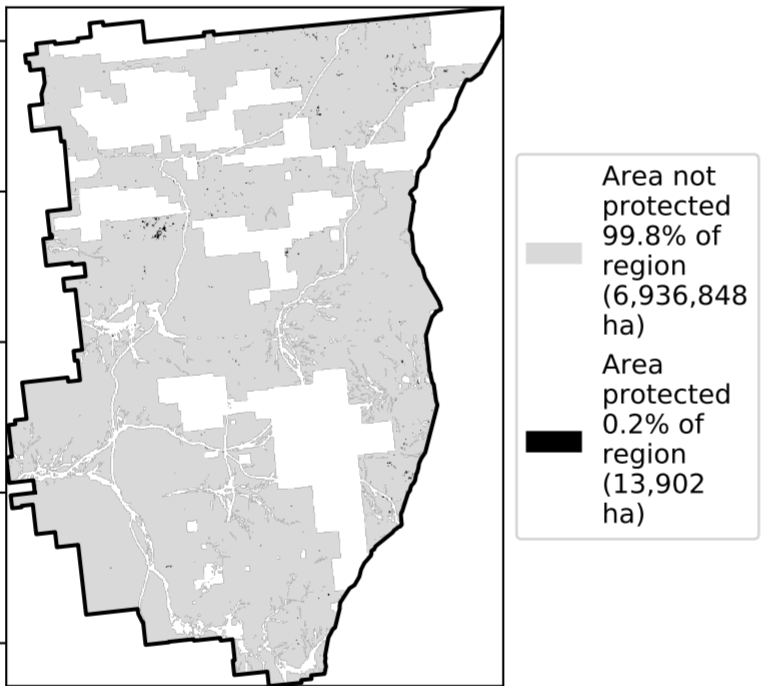 Area not
protected
99.8% of
region
(6,936,848
ha)
Area
protected
0.2% of
region
(13,902
ha)